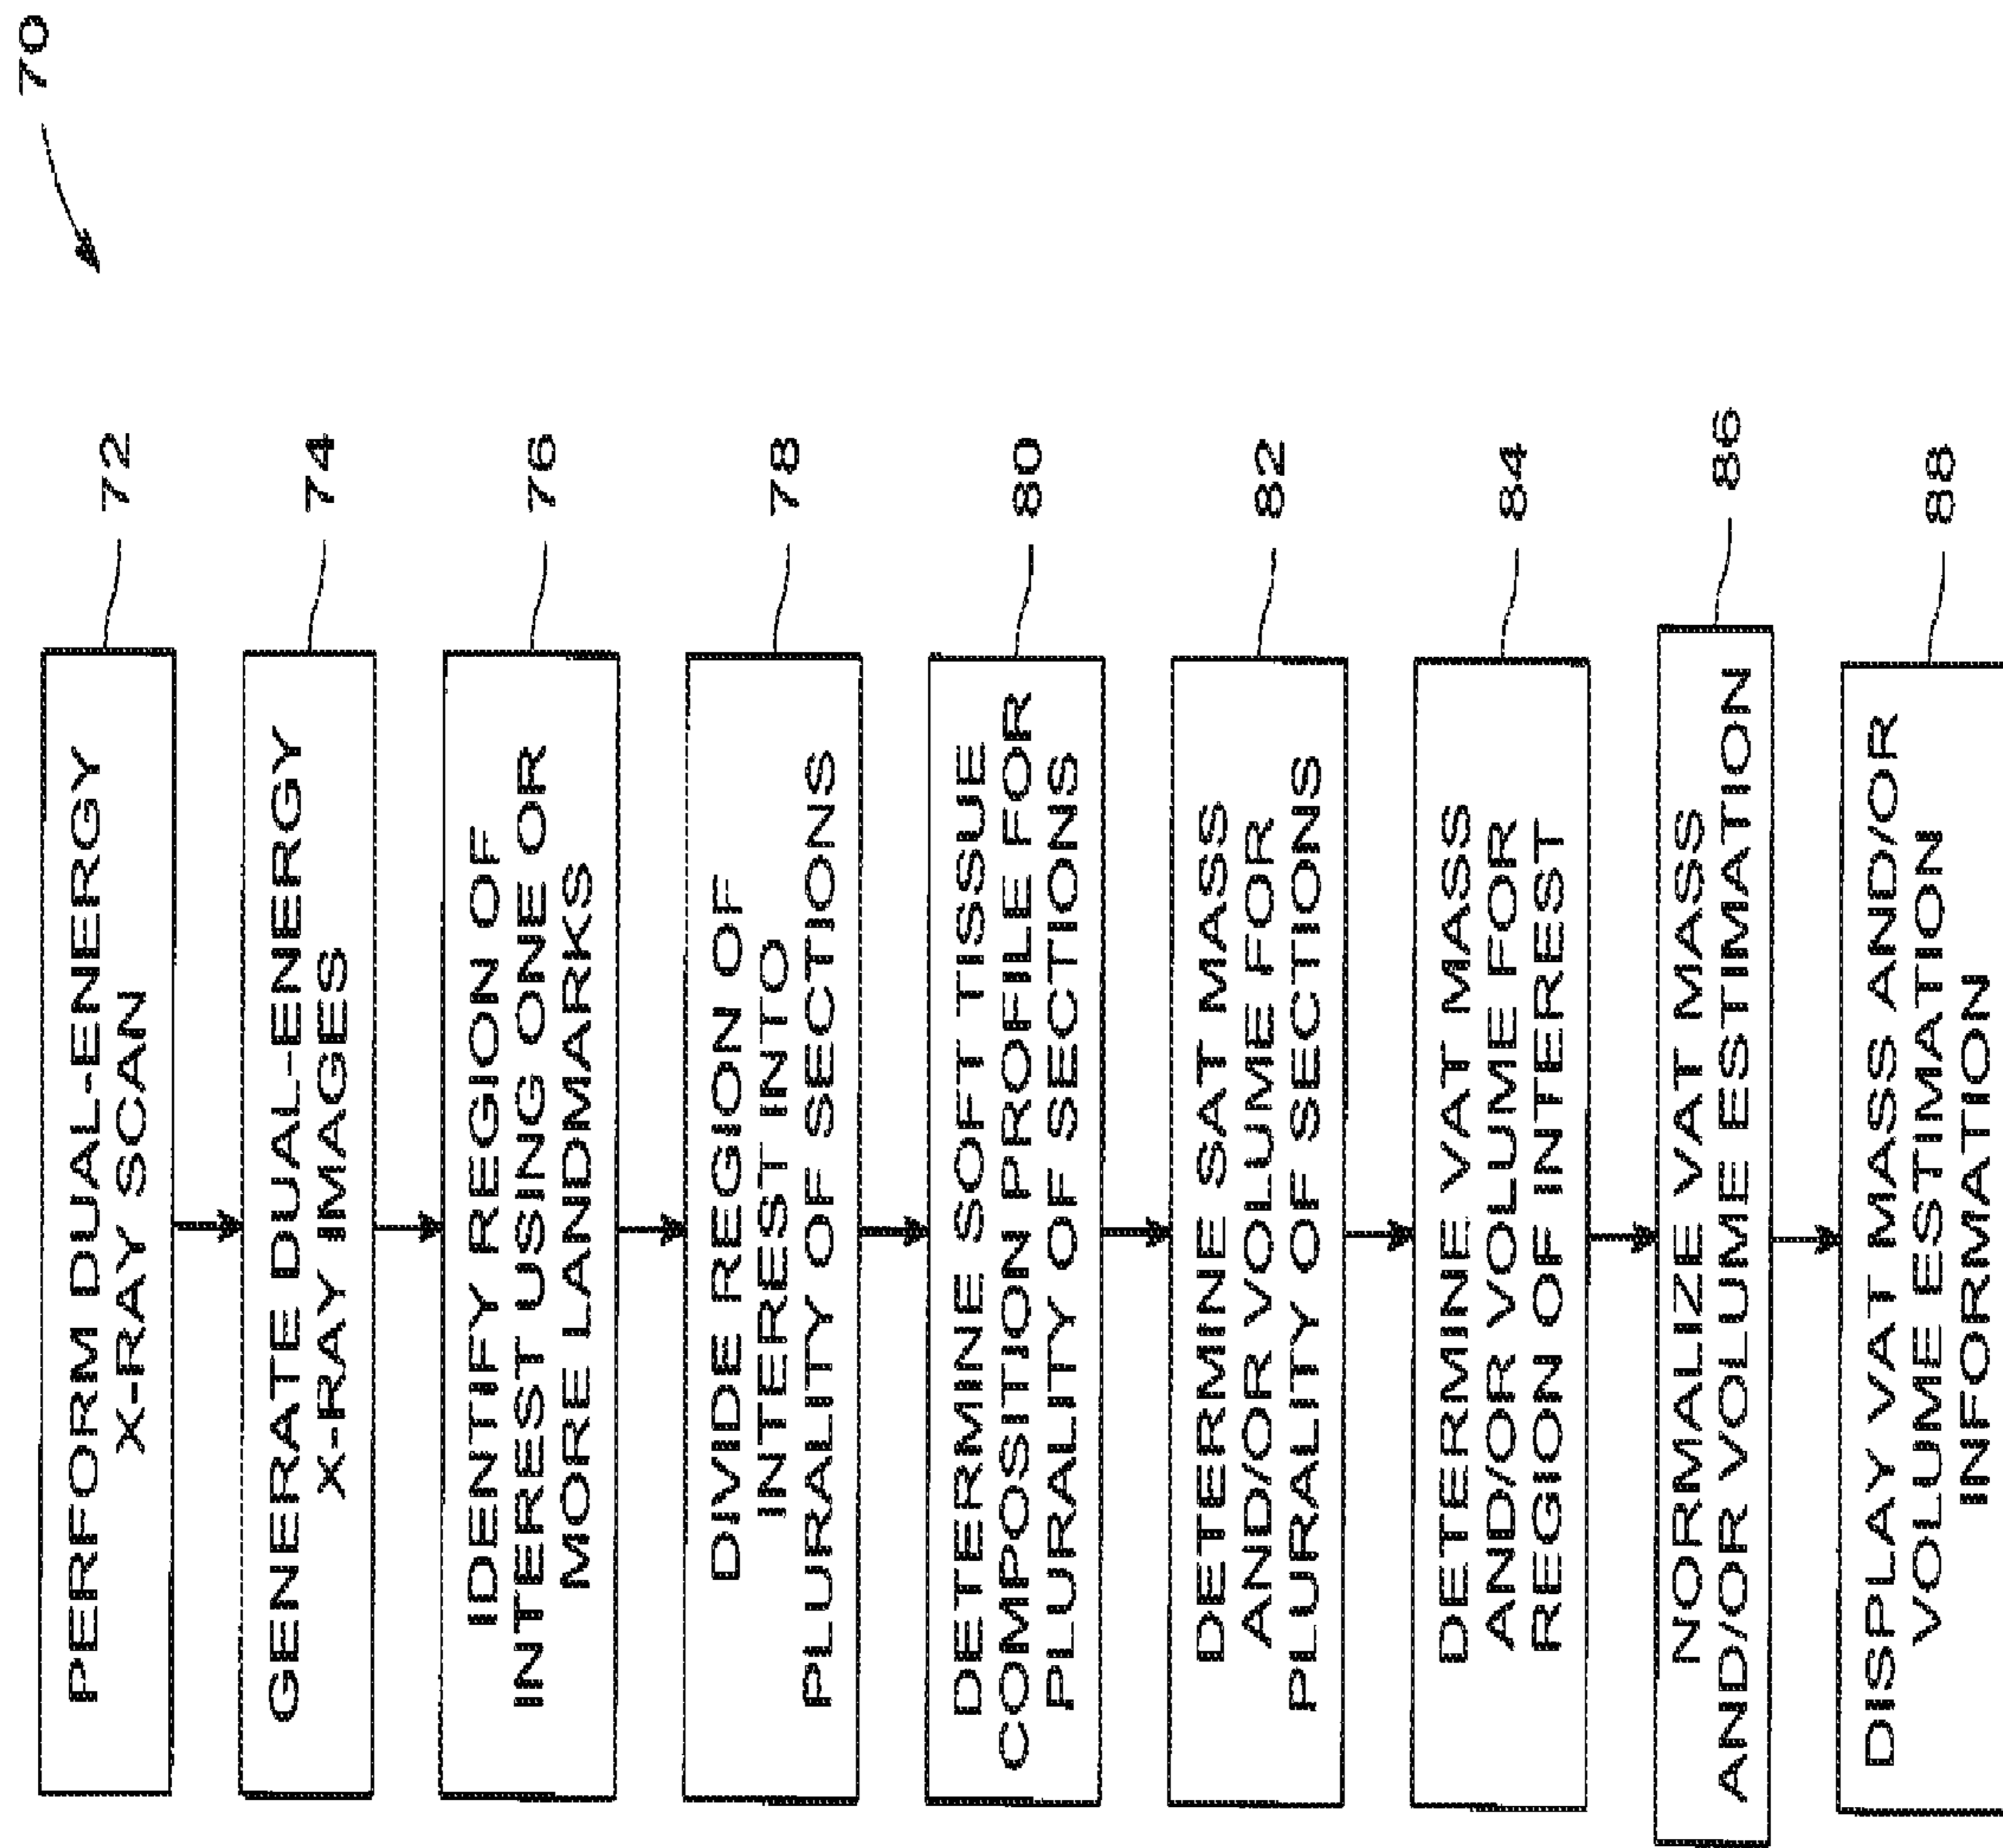 70
PERFORM DUAL-ENERGY
X-RAY SCAN
72
GENERATE DUAL-ENERGY
X-RAY IMAGES
74
IDENTIFY REGION OF
INTEREST USING ONE OR
MORE LANDMARKS
76
DIVIDE REGION OF
INTEREST INTO
PLURALITY OF SECTIONS
78
DETERMINE SOFT TISSUE
COMPOSITION PROFILE FOR
PLURALITY OF SECTIONS
80
DETERMINE SAT MASS
AND/OR VOLUME FOR
PLURALITY OF SECTIONS
82
DETERMINE VAT MASS
AND/OR VOLUME FOR
REGION OF INTEREST
84
NORMALIZE VAT MASS
AND/OR VOLUME ESTIMATION
86
DISPLAY VAT MASS AND/OR
VOLUME ESTIMATION
INFORMATION
88